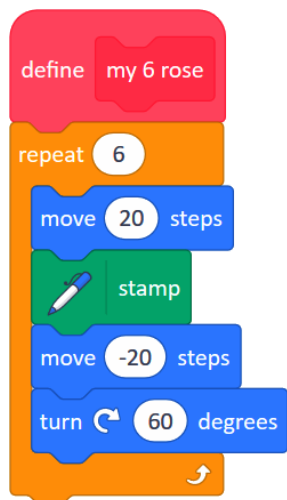 define my 6 rose
repeat 6
move 20 steps
stamp
move -20 steps
turn 60 degrees